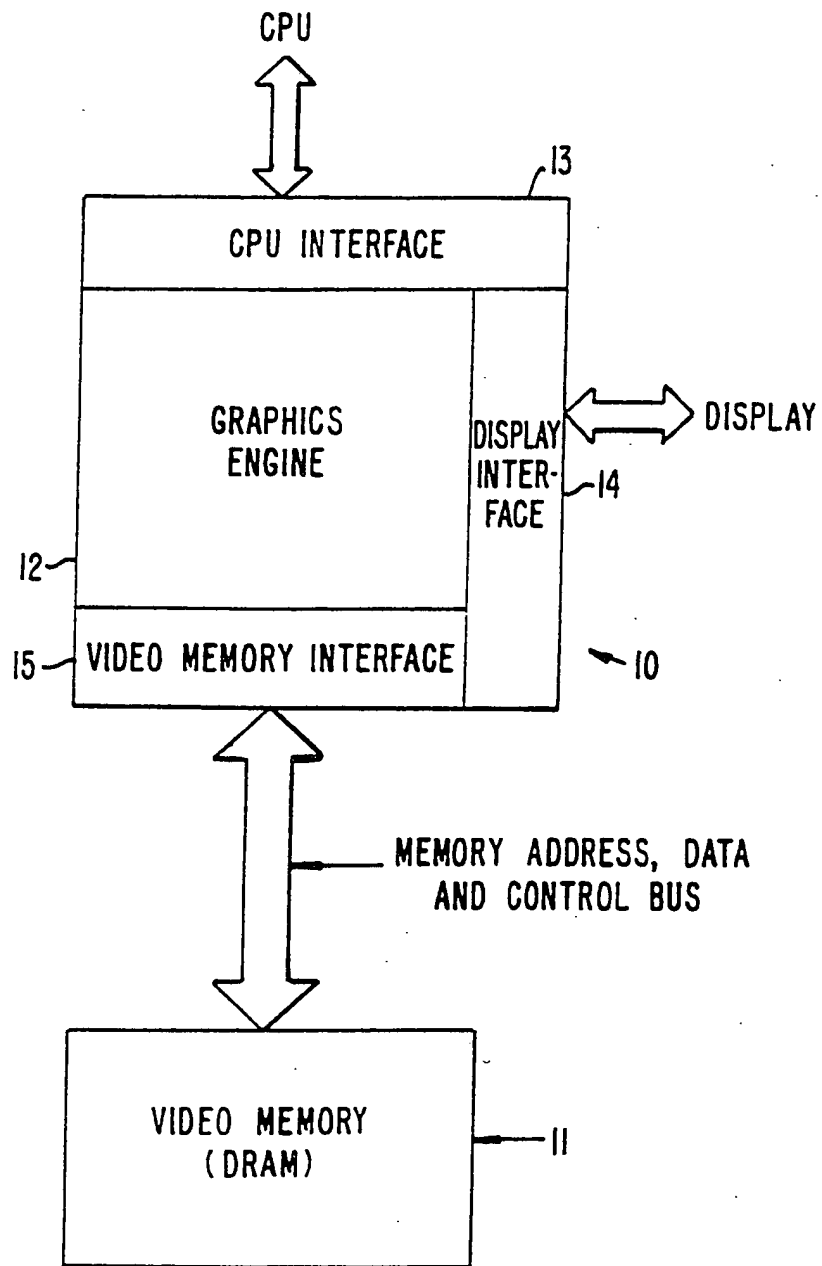 CPU
13
CPU INTERFACE
GRAPHICS
ENGINE
DISPLAY
INTER-
FACE
DISPLAY
14
12
15
VIDEO MEMORY INTERFACE
10
MEMORY ADDRESS, DATA
AND CONTROL BUS
VIDEO MEMORY
(DRAM)
11